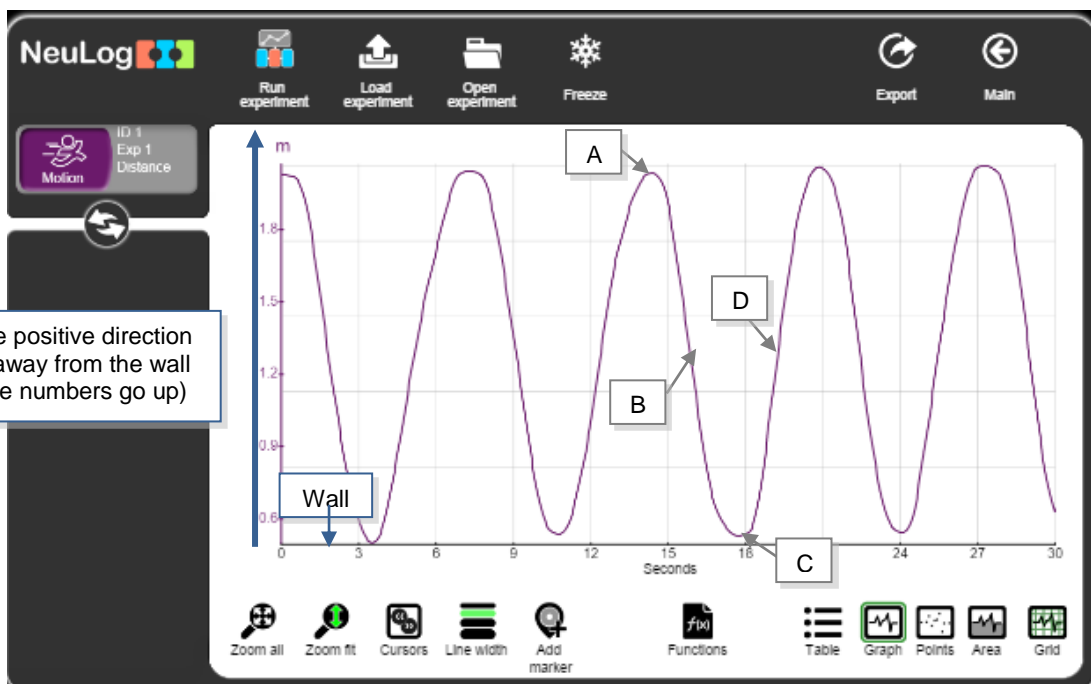 NeuLog
Run
experiment
Load
experiment
Open
experiment
Freeze
Export
Main
Motion
ID 1
Exp 1
Distance
positive direction
away from the wall
numbers go up)
m
1.8
1.5
1.2
0.9
0.6
A
B
C
D
Wall
0
3
6
9
12
15
18
24
27
30
Seconds
Zoom all
Zoom fit
Cursors
Line width
Add
marker
f(x)
Functions
Table
Graph
Points
Area
Grid